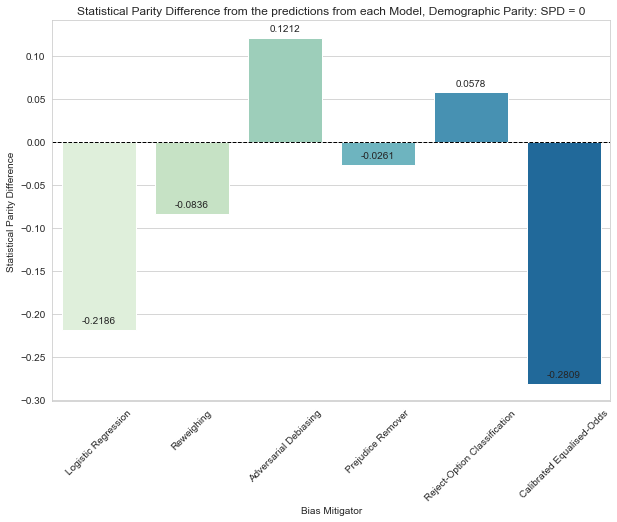 Statistical Parity Difference from the predictions from each Model, Demographic Parity: SPD = 0
0.1212
0.10
0.0578
0.05
0.00
-0.0261
−0.05
-0.0836
−0.10
−0.15
−0.20
-0.2186
−0.25
-0.2809
−0.30
Statistical Parity Difference
Logistic Regression
Reweighing
Adversarial Debiasing
Prejudice Remover
Reject-Option Classification
Calibrated Equalised-Odds
Bias Mitigator